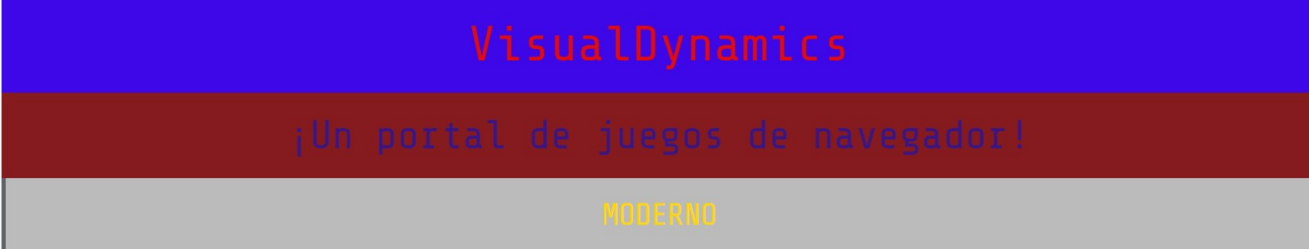 VisualDynamics
¡Un portal de juegos de navegador!
MODERNO